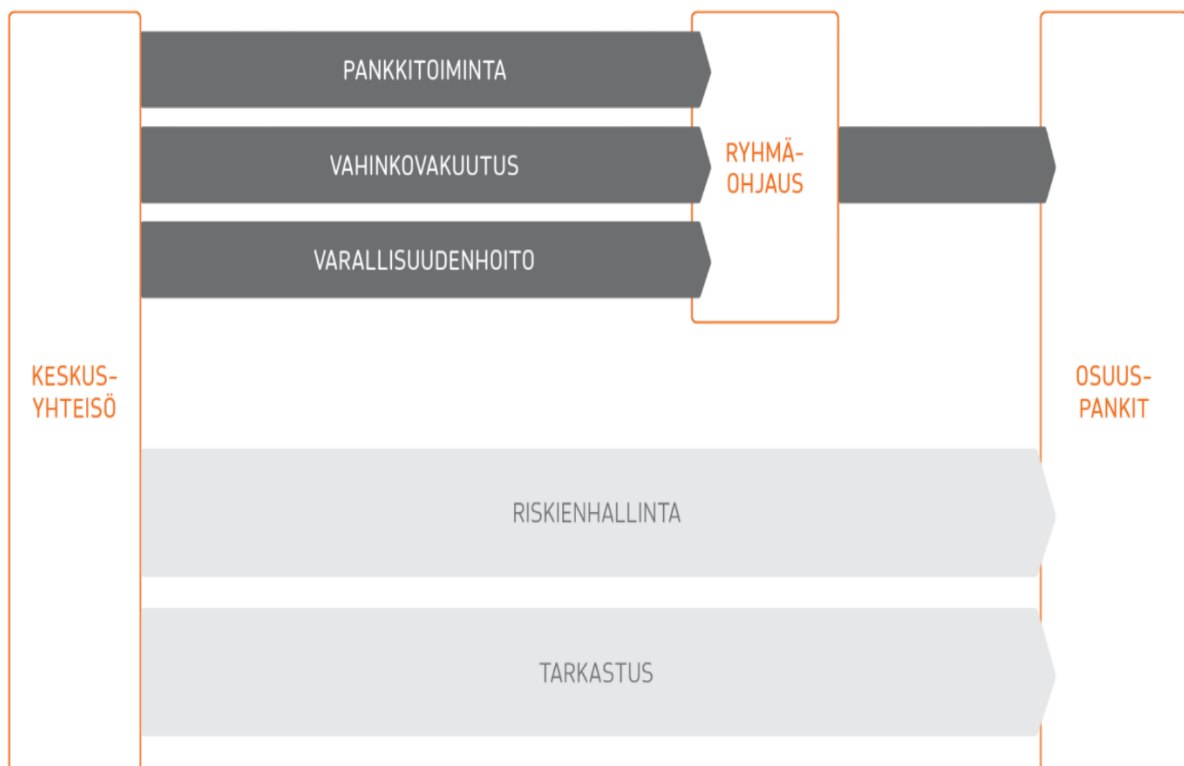 PANKKITOIMINTA
VAHINKOVAKUUTUS
VARALLISUUDENHOITO
RYHMÄ-
OHJAUS
KESKUS-
YHTEISÖ
OSUUS-
PANKIT
RISKIENHALLINTA
TARKASTUS